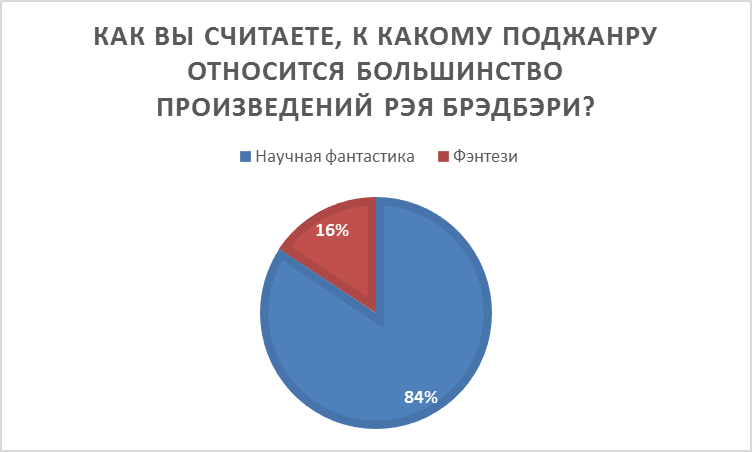 КАК ВЫ СЧИТАЕТЕ, К КАКОМУ ПОДЖАНРУ
ОТНОСИТСЯ БОЛЬШИНСТВО
ПРОИЗВЕДЕНИЙ РЭЯ БРЭДБЭРИ?
Научная фантастика Фэнтези
16%
84%